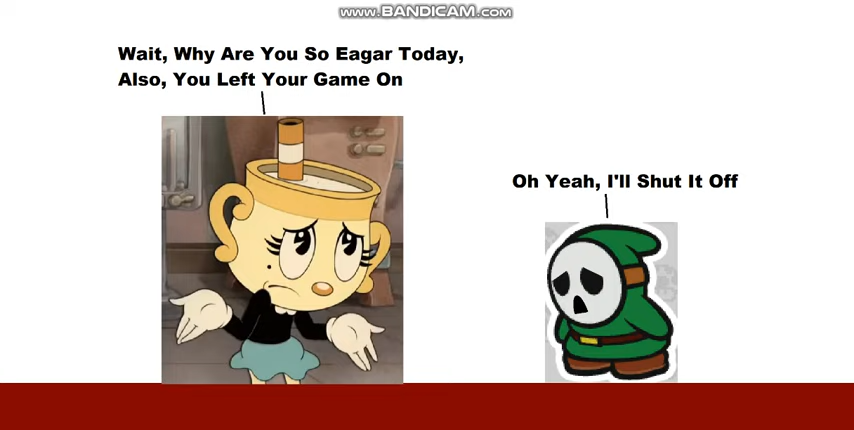 WWW.BANDICAM.COM
Wait, Why Are You So Eagar Today,
Also, You Left Your Game On
Oh Yeah, I'll Shut It Off